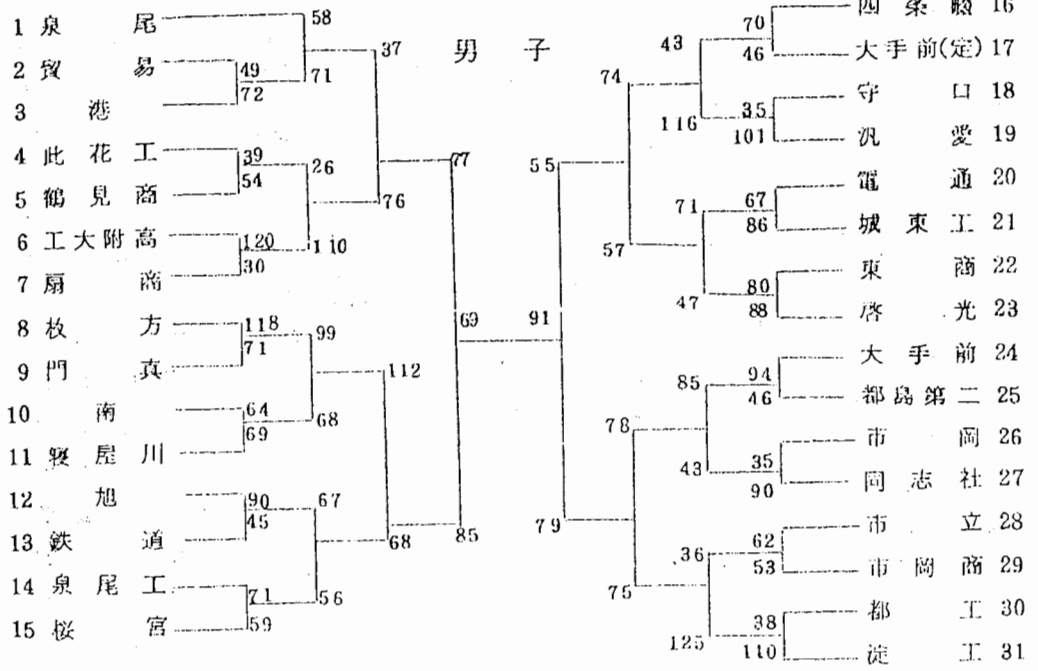 男子
1 泉尾
2 貿易
3 港
4 此花工
5 鶴見商
6 工大附高
7 扇商
8 枚方
9 門真
10 南
11 寝屋川
12 旭
13 鉄道
14 泉尾工
15 桜宮
58
49
72
71
39
54
26
120
30
110
37
76
77
118
71
99
64
69
68
112
90
45
67
71
59
56
68
85
69 91
四条畷 16
大手前(定) 17
守口 18
汎愛 19
電通 20
城東工 21
東商 22
啓光 23
大手前 24
都島第二 25
市岡 26
同志社 27
市立 28
市岡商 29
都工 30
淀工 31
70
46
43
35
101
116
74
67
86
71
80
88
47
57
55
94
46
85
35
90
43
78
62
53
36
38
110
125
75
79